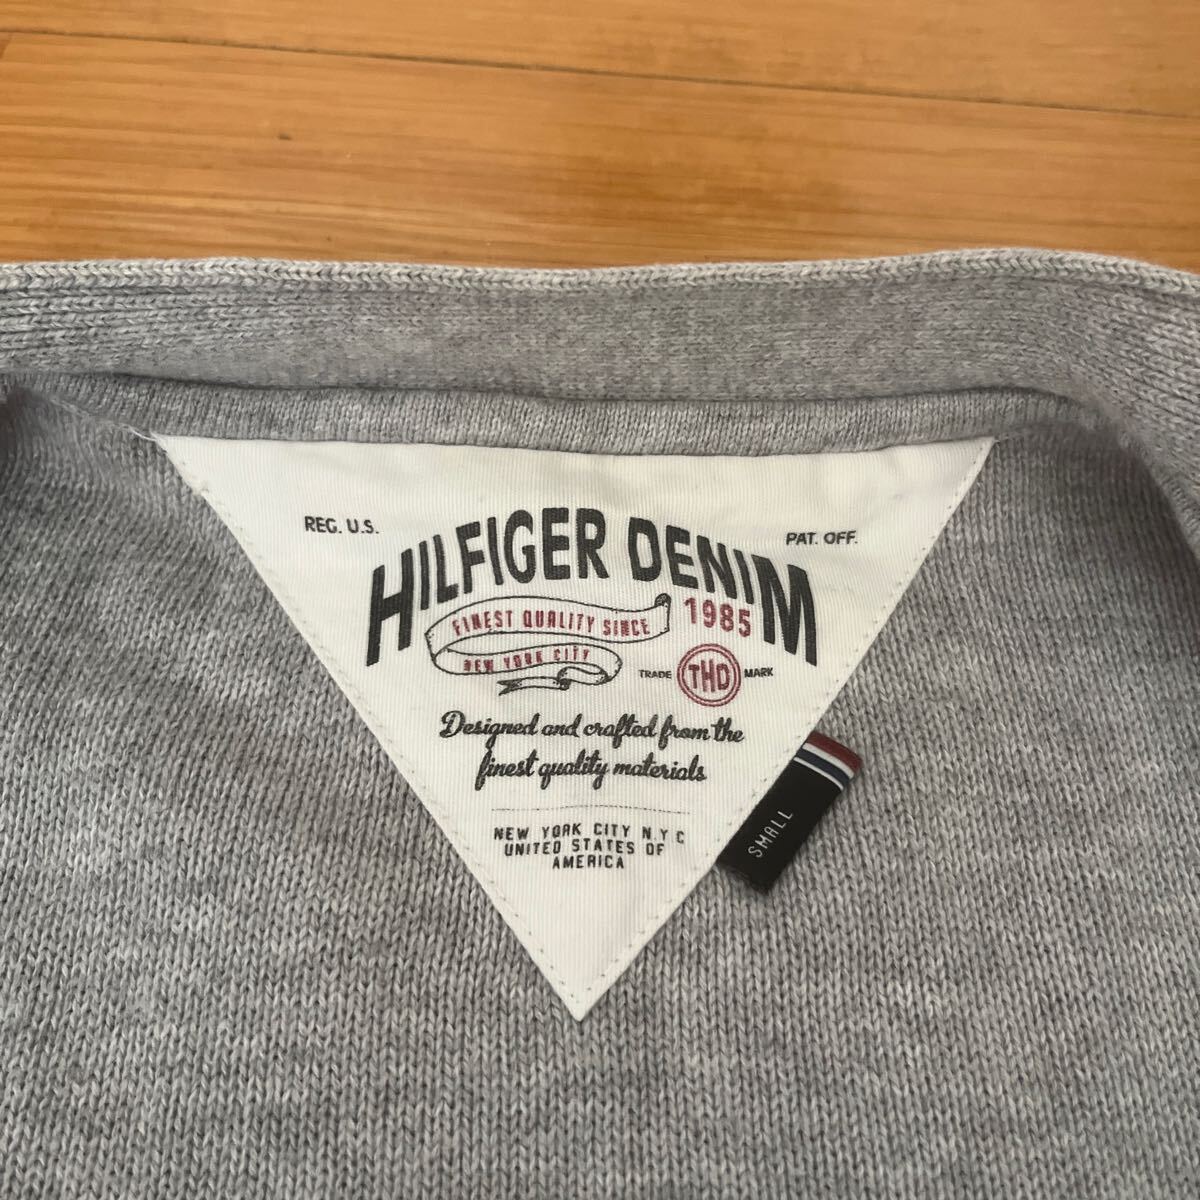 REG. U.S.
PAT. OFF.
HILFIGER DENIM
FINEST QUALITY SINCE 1985
NEW YORK CITY
TRADE THD MARK
Designed and crafted from the
finest quality materials
NEW YORK CITY N.Y C
UNITED STATES OF
AMERICA
SMALL